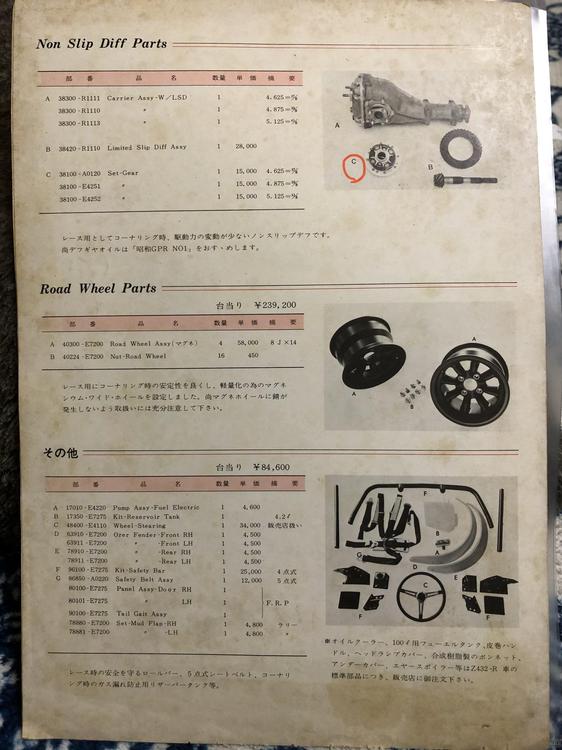 Non Slip Diff Parts
部 番 品 名 数量 単価 摘 要
A 38300-R1111 Carrier Assy-W/LSD 1 4.625=
38300-R1110 〃 1 4.875=
38300-R1113 〃 1 5.125=
B 38420-R1110 Limited Slip Diff Assy 1 28,000
C 38100-A0120 Set-Gear 1 15,000 4.625=
38100-E4251 〃 1 15,000 4.875=
38100-E4252 〃 1 15,000 5.125=
A
C
B
レース用としてコーナリング時、駆動力の変動が少ないノンスリップデフです。
尚デフギヤオイルは「昭和GPR NO1」をおすゝめします。
Road Wheel Parts
台当り ¥239,200
部 番 品 名 数量 単価 摘 要
A 40300-E7200 Road Wheel Assy(マグネ) 4 58,000 8-J×14
B 40224-E7200 Nut-Road Wheel 16 450
A
A
B
レース用にコーナリング時の安定性を良くし、軽量化の為のマグネ
シウム・ワイド・ホイールを設定しました。尚マグネホイールに錆が
発生しないよう取扱いには充分注意して下さい。
その他
台当り ¥84,600
部 番 品 名 数量 単価 摘 要
A 17010-E4220 Pump Assy-Fuel Electric 1 4,600
B 17350-E7275 Kit-Reservoir Tank 1 4.2ℓ
C 48400-E4110 Wheel-Stearing 1 34,000 販売店扱い
D 63910-E7200 Orer Fender-Front RH 1 4,500
63911-E7200 〃 -Front LH 1 4,500
E 78910-E7200 〃 -Rear RH 1 4,500
78911-E7200 〃 -Rear LH 1 4,500
F 96100-E7275 Kit-Safety Bar 1 25,000 4点式
G 86850-A0220 Safety Belt Assy 1 12,000 5点式
80100-E7275 Panel Assy-Door RH 1
80101-E7275 〃 LH 1 F.R.P
90100-E7275 Tail Gait Assy 1
78880-E7200 Set-Mud Flap-RH 1 4,800 ラリー
78881-E7200 〃 -LH 1 4,800 〃
F
B
A
G
D
E
C
F
F
レース時の安全を守るロールバー、5点式シートベルト、コーナリ
ング時のガス漏れ防止用リザーバータンク等。
※オイルクーラー、100ℓ用フューエルタンク,皮巻ハン
ドル、ヘッドランプカバー、合成樹脂製のボンネット、
アンダーカバー、エヤースポイラー等はZ432-R 車の
標準部品につき、販売店に御注文下さい。